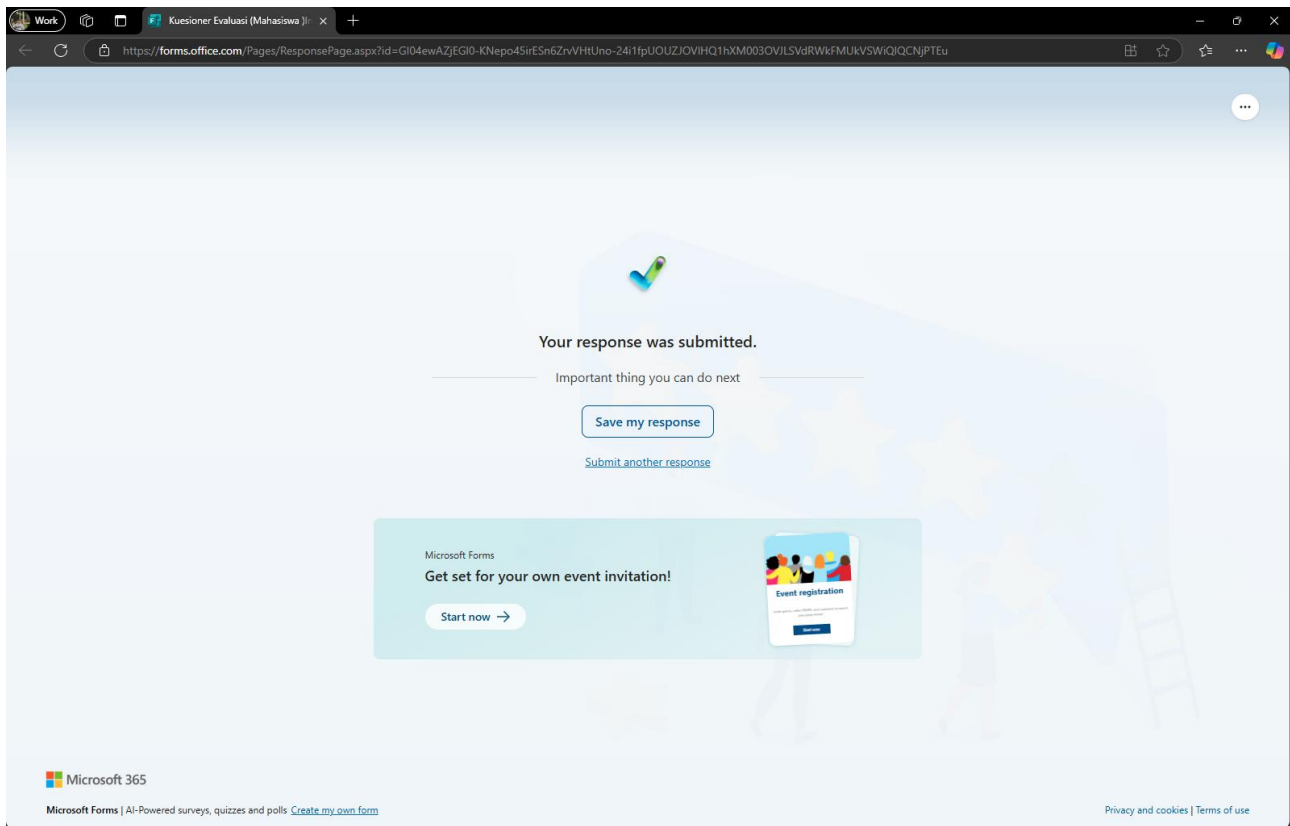 Work
Kuesioner Evaluasi (Mahasiswa )In
https://forms.office.com/Pages/ResponsePage.aspx?id=
Your response was submitted.
Important thing you can do next
Save my response
Submit another response
Microsoft Forms
Get set for your own event invitation!
Start now →
Event registration
Start now
Microsoft 365
Microsoft Forms | AI-Powered surveys, quizzes and polls Create my own form
Privacy and cookies | Terms of use